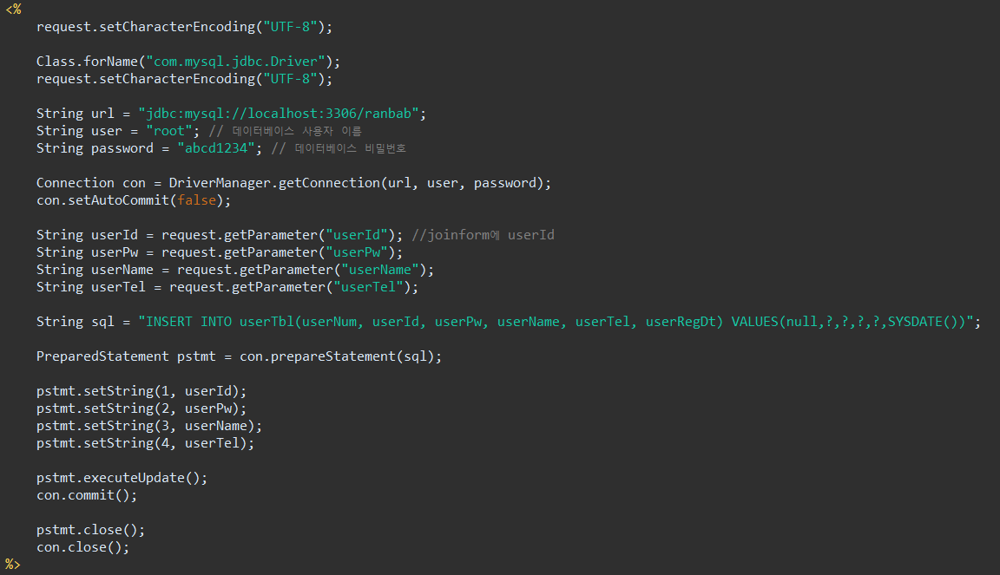 <%
request.setCharacterEncoding("UTF-8");
Class.forName("com.mysql.jdbc.Driver");
request.setCharacterEncoding("UTF-8");
String url = "jdbc:mysql://localhost:3306/ranbab";
String user = "root"; // 데이터베이스 사용자 이름
String password = "abcd1234"; // 데이터베이스 비밀번호
Connection con = DriverManager.getConnection(url, user, password);
con.setAutoCommit(false);
String userId = request.getParameter("userId"); //joinform에 userId
String userPw = request.getParameter("userPw");
String userName = request.getParameter("userName");
String userTel = request.getParameter("userTel");
String sql = "INSERT INTO userTbl(userNum, userId, userPw, userName, userTel, userRegDt) VALUES(null,?,?,?,?,SYSDATE())";
PreparedStatement pstmt = con.prepareStatement(sql);
pstmt.setString(1, userId);
pstmt.setString(2, userPw);
pstmt.setString(3, userName);
pstmt.setString(4, userTel);
pstmt.executeUpdate();
con.commit();
pstmt.close();
con.close();
%>